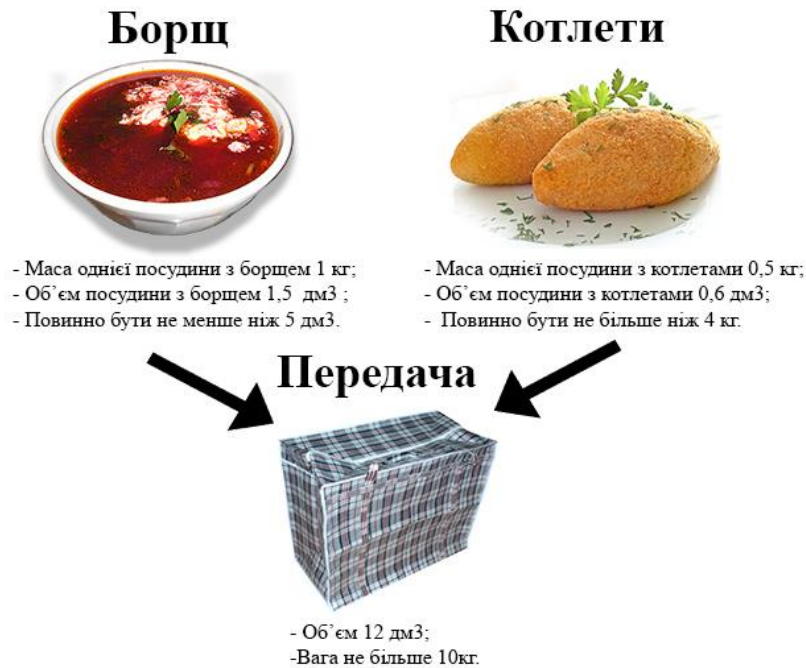 Борщ
Котлети
- Маса однієї посудини з борщем 1 кг;
- Об’єм посудини з борщем 1,5 дм3 ;
- Повинно бути не менше ніж 5 дм3.
- Маса однієї посудини з котлетами 0,5 кг;
- Об’єм посудини з котлетами 0,6 дм3;
- Повинно бути не більше ніж 4 кг.
Передача
- Об’єм 12 дм3;
-Вага не більше 10кг.